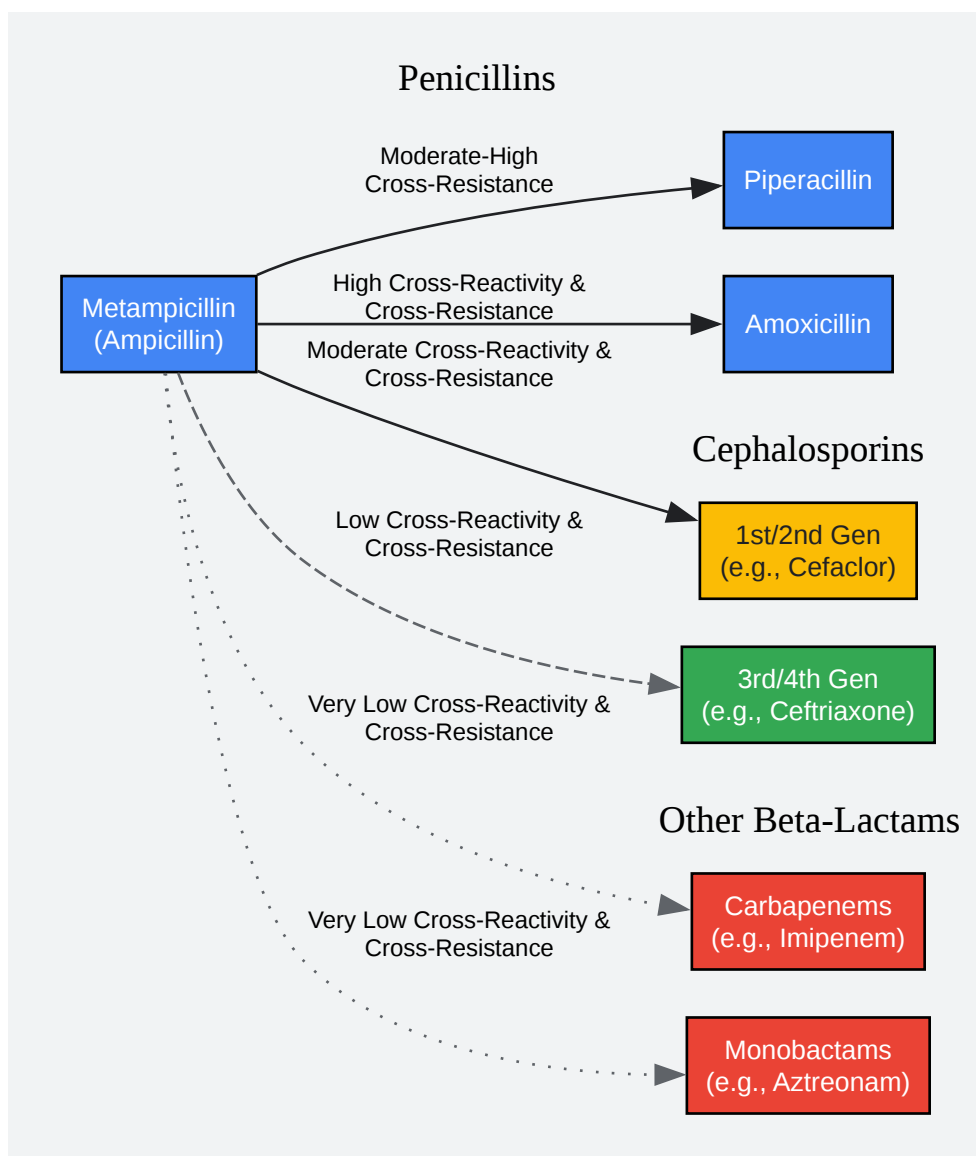 Penicillins
Moderate-High
Cross-Resistance
Piperacillin
Metampicillin
(Ampicillin)
High Cross-Reactivity &
Cross-Resistance
Amoxicillin
Moderate Cross-Reactivity &
Cross-Resistance
Cephalosporins
Low Cross-Reactivity &
Cross-Resistance
1st/2nd Gen
(e.g., Cefaclor)
3rd/4th Gen
(e.g., Ceftriaxone)
Very Low Cross-Reactivity &
Cross-Resistance
Other Beta-Lactams
Carbapenems
(e.g., Imipenem)
Very Low Cross-Reactivity &
Cross-Resistance
Monobactams
(e.g., Aztreonam)